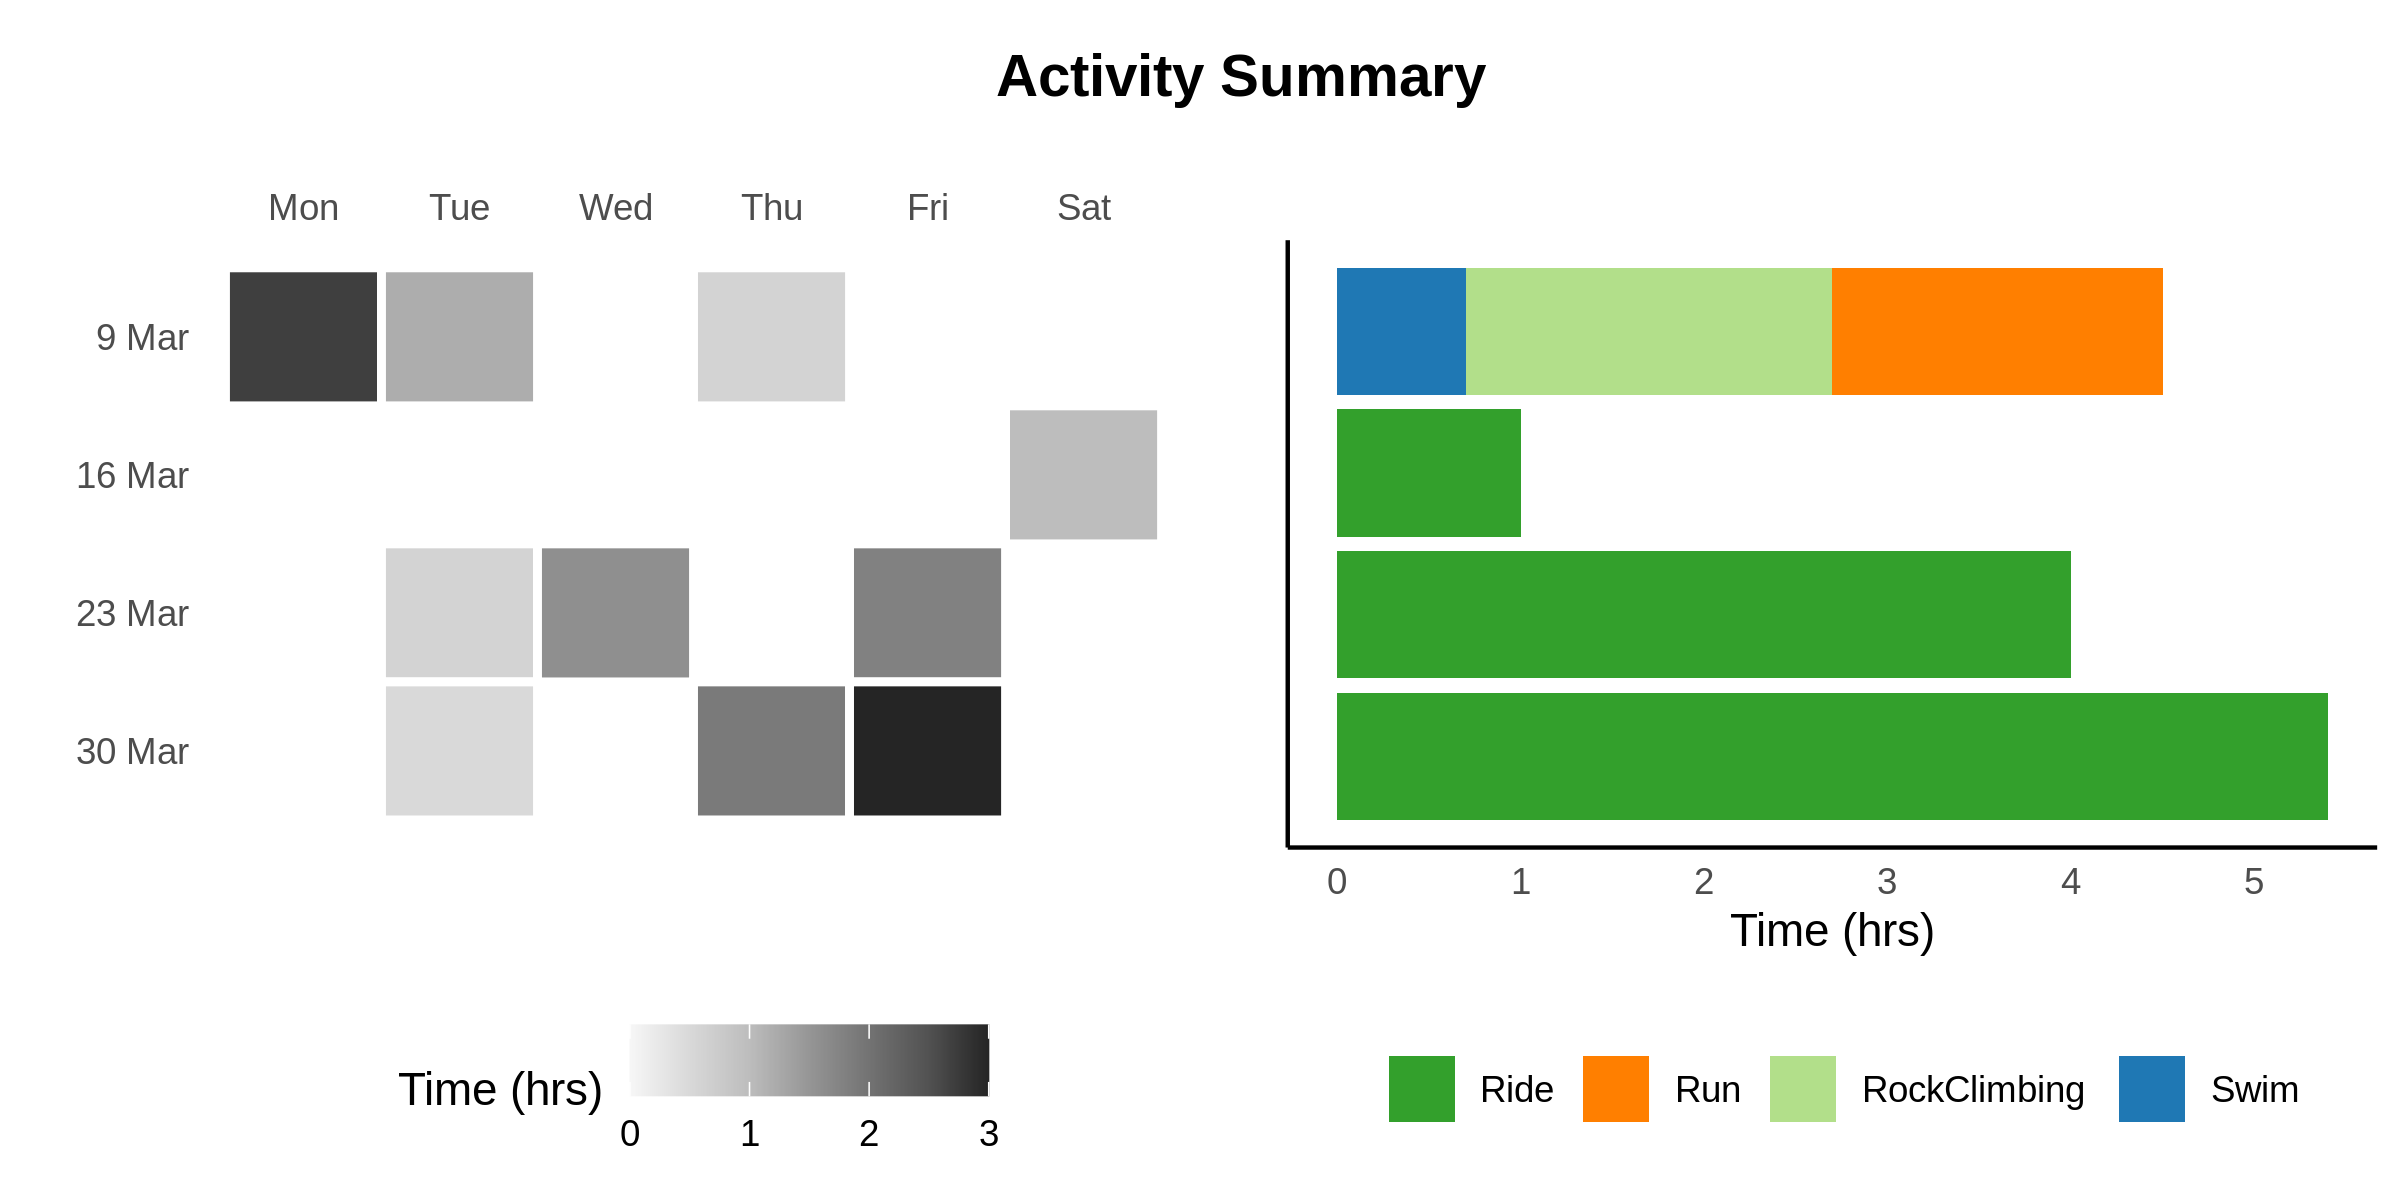 Activity Summary
Mon Tue Wed Thu Fri Sat
9 Mar
16 Mar
23 Mar
30 Mar
0 1 2 3 4 5
Time (hrs)
Time (hrs)
0 1 2 3
Ride Run RockClimbing Swim